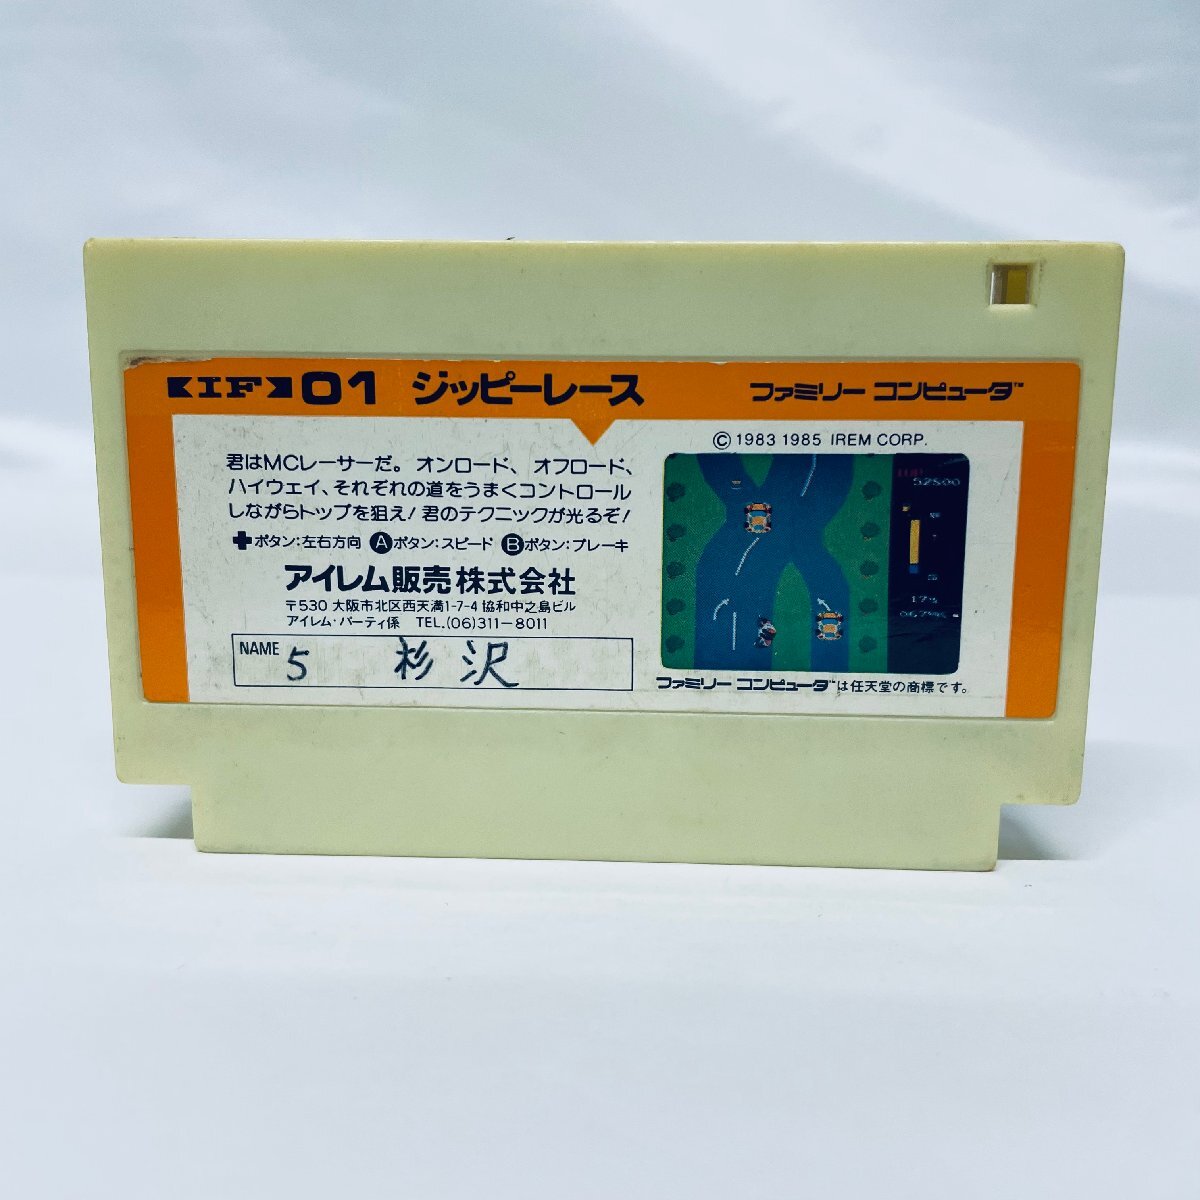 IF 01 ジッピーレース ファミリー コンピュータ™
© 1983 1985 IREM CORP.
君はMCレーサーだ。オンロード、オフロード、
ハイウェイ、それぞれの道をうまくコントロール
しながらトップを狙え!君のテクニックが光るぞ!
✚ボタン:左右方向 Ⓐボタン:スピード Ⓑボタン:ブレーキ
アイレム販売株式会社
〒530 大阪市北区西天満1-7-4 協和中之島ビル
アイレム・パーティ係 TEL.(06)311-8011
NAME 5 杉沢
52800
ファミリー コンピュータ™は任天堂の商標です。